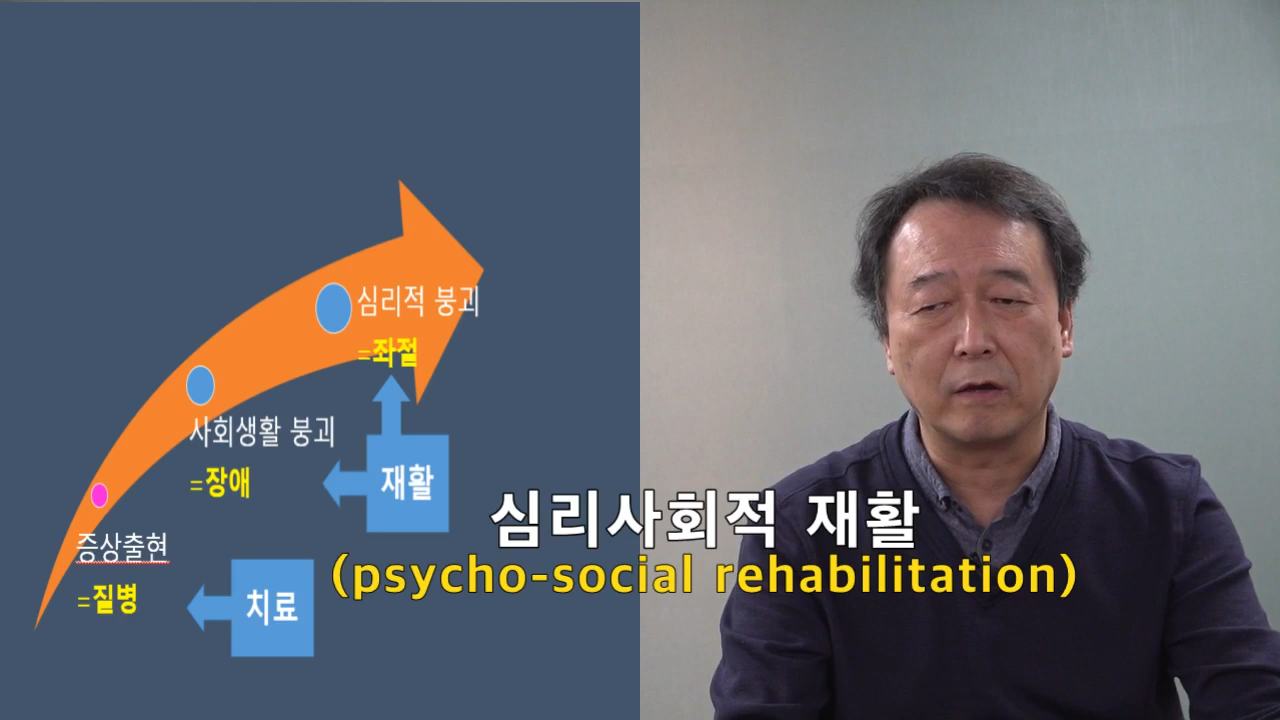 심리적 붕괴
=좌절
사회생활 붕괴
=장애
재활
증상출현
=질병
치료
심리사회적 재활
(psycho-social rehabilitation)